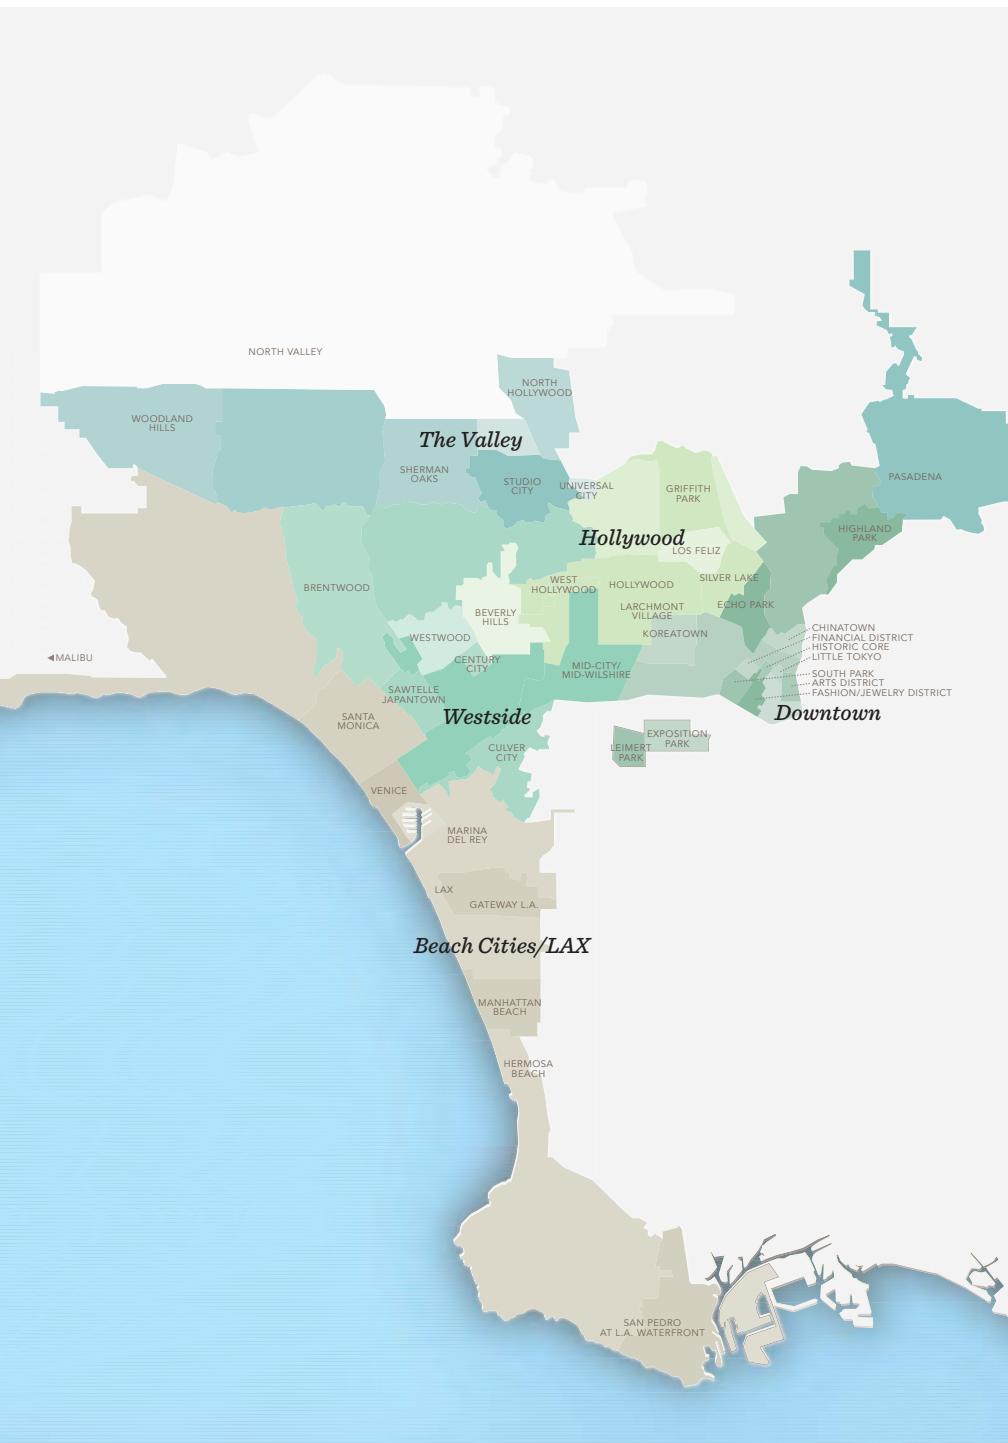 NORTH VALLEY
NORTH
HOLLYWOOD
WOODLAND
HILLS
The Valley
SHERMAN
OAKS
STUDIO
CITY
UNIVERSAL
CITY
GRIFFITH
PARK
PASADENA
HIGHLAND
PARK
Hollywood
LOS FELIZ
BRENTWOOD
WEST
HOLLYWOOD
HOLLYWOOD
SILVER LAKE
BEVERLY
HILLS
LARCHMONT
VILLAGE
ECHO PARK
WESTWOOD
KOREATOWN
CHINATOWN
FINANCIAL DISTRICT
HISTORIC CORE
LITTLE TOKYO
◀MALIBU
CENTURY
CITY
MID-CITY/
MID-WILSHIRE
SOUTH PARK
ARTS DISTRICT
FASHION/JEWELRY DISTRICT
SAWTELLE
JAPANTOWN
Westside
Downtown
SANTA
MONICA
EXPOSITION
PARK
LEIMERT
PARK
CULVER
CITY
VENICE
MARINA
DEL REY
LAX
GATEWAY L.A.
Beach Cities/LAX
MANHATTAN
BEACH
HERMOSA
BEACH
SAN PEDRO
AT L.A. WATERFRONT